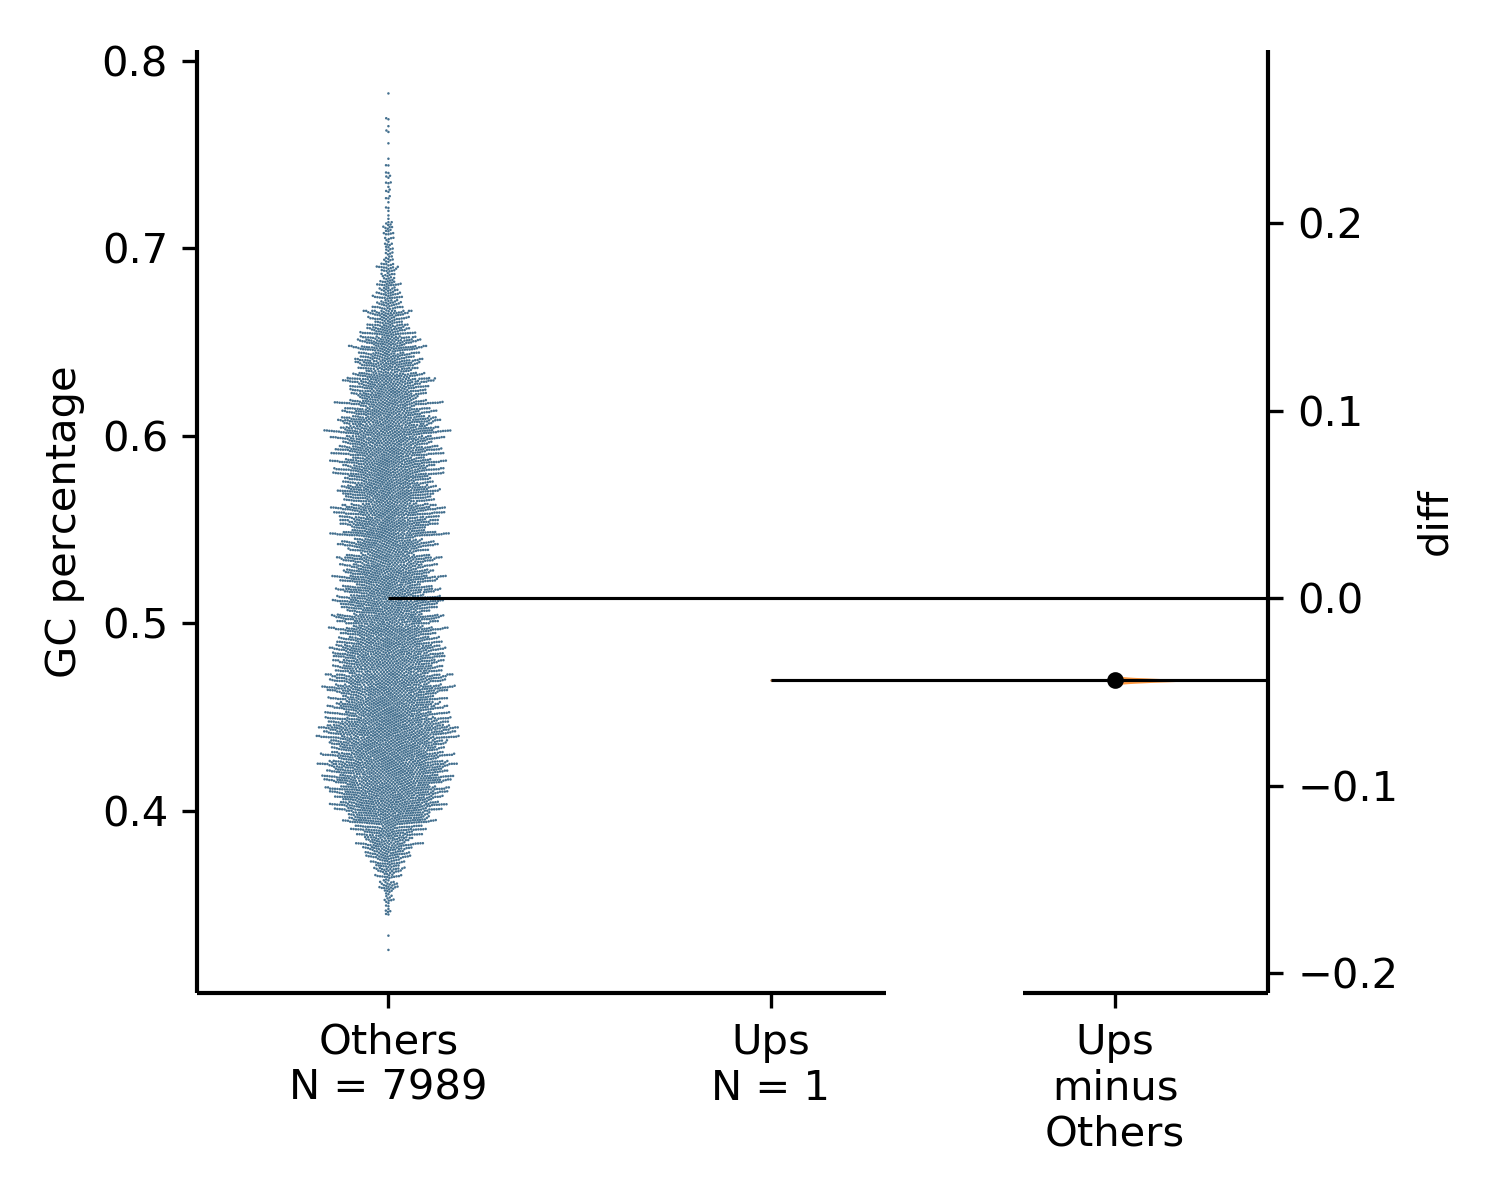 GC percentage
0.8
0.7
0.6
0.5
0.4
0.2
0.1
0.0
−0.1
−0.2
diff
Others
N = 7989
Ups
N = 1
Ups
minus
Others